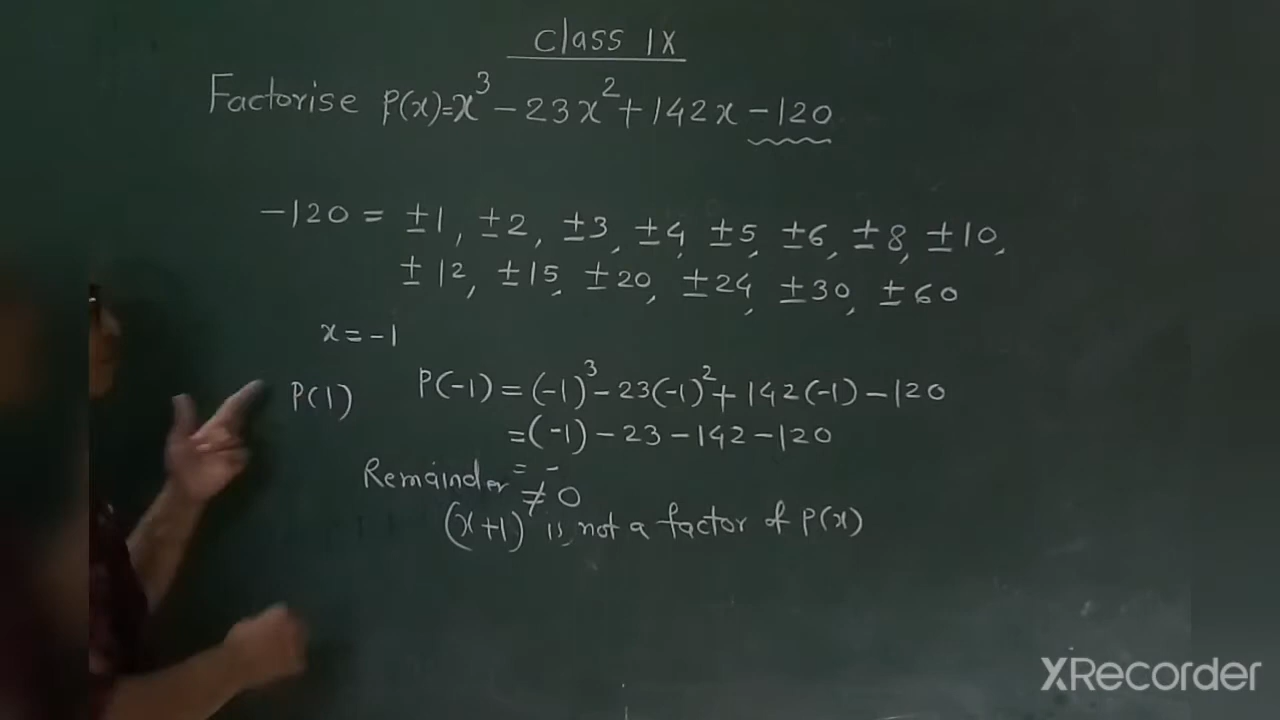 Class IX
Factorise P(x)=x³ − 23x² + 142x − 120
−120 = ±1, ±2, ±3, ±4, ±5, ±6, ±8, ±10,
±12, ±15, ±20, ±24, ±30, ±60
x = −1
P(1) P(−1) = (−1)³ − 23(−1)² + 142(−1) − 120
= (−1) − 23 − 142 − 120
= −
Remainder ≠ 0
(x+1) is not a factor of P(x)
XRecorder